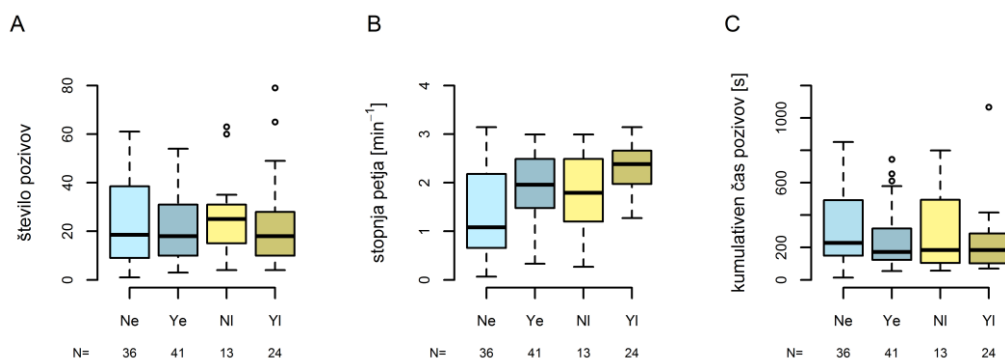 A
B
C
število pozivov
0
20
40
60
80
Ne
Ye
Nl
Yl
N=
36
41
13
24
stopnja petja [min⁻¹]
0
1
2
3
4
Ne
Ye
Nl
Yl
N=
36
41
13
24
kumulativen čas pozivov [s]
0
200
600
1000
Ne
Ye
Nl
Yl
N=
36
41
13
24